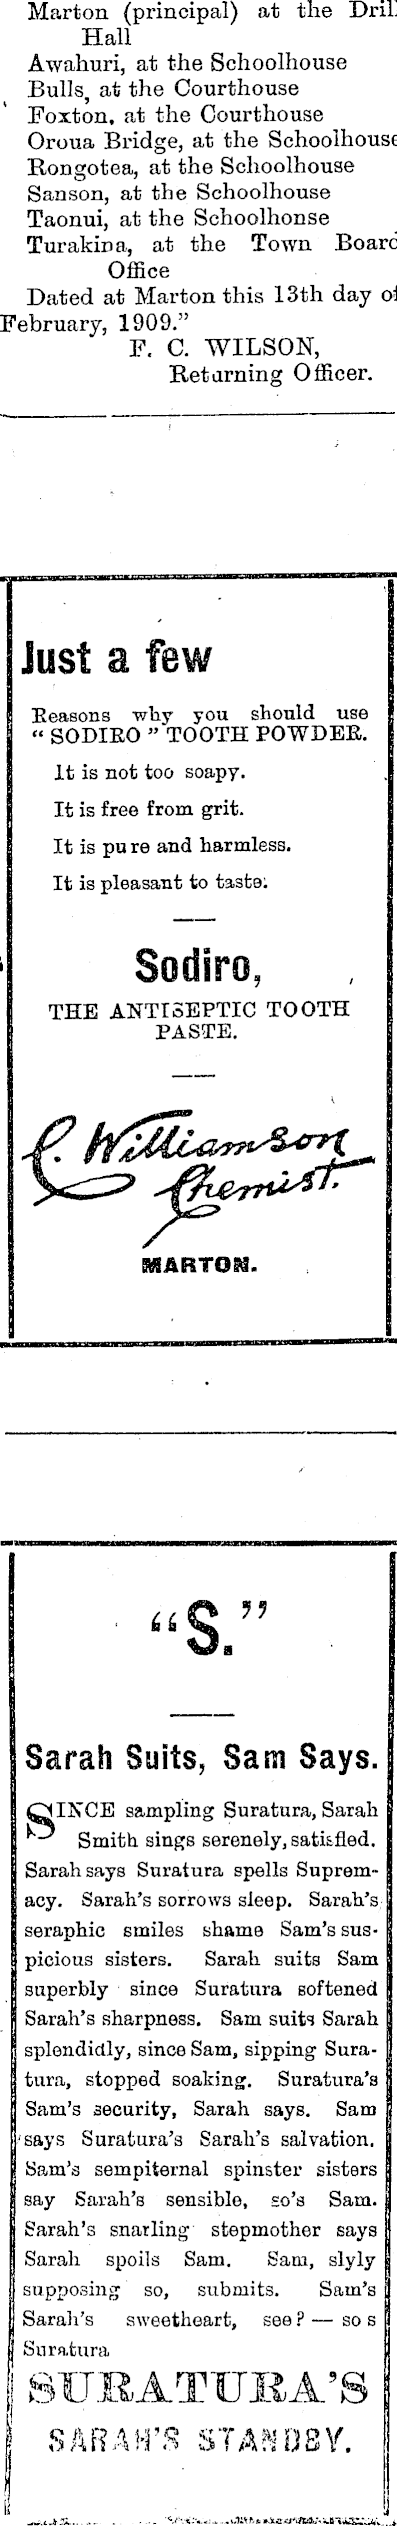 Marton (principal) at the Dril
Hall
Awahuri, at the Schoolhouse
Bulls, at the Courthouse
Foxton, at the Courthouse
Oroua Bridge, at the Schoolhouse
Rongotea, at the Schoolhouse
Sanson, at the Schoolhouse
Taonui, at the Schoolhonse
Turakina, at the Town Board
Office
Dated at Marton this 13th day of
February, 1909.”
F. C. WILSON,
Returning Officer.
Just a few
Reasons why you should use
“ SODIRO ” TOOTH POWDER.
It is not too soapy.
It is free from grit.
It is pure and harmless.
It is pleasant to taste.
Sodiro,
THE ANTISEPTIC TOOTH
PASTE.
C. Williamson
Chemist.
MARTON.
“S.”
Sarah Suits, Sam Says.
SINCE sampling Suratura, Sarah
Smith sings serenely, satisfied.
Sarah says Suratura spells Suprem-
acy. Sarah’s sorrows sleep. Sarah’s
seraphic smiles shame Sam’s sus-
picious sisters. Sarah suits Sam
superbly since Suratura softened
Sarah’s sharpness. Sam suits Sarah
splendidly, since Sam, sipping Sura-
tura, stopped soaking. Suratura’s
Sam’s security, Sarah says. Sam
says Suratura’s Sarah’s salvation.
Sam’s sempiternal spinster sisters
say Sarah’s sensible, so’s Sam.
Sarah’s snarling stepmother says
Sarah spoils Sam. Sam, slyly
supposing so, submits. Sam’s
Sarah’s sweetheart, see? — so s
Suratura
SURATURA’S
SARAH’S STANDBY.